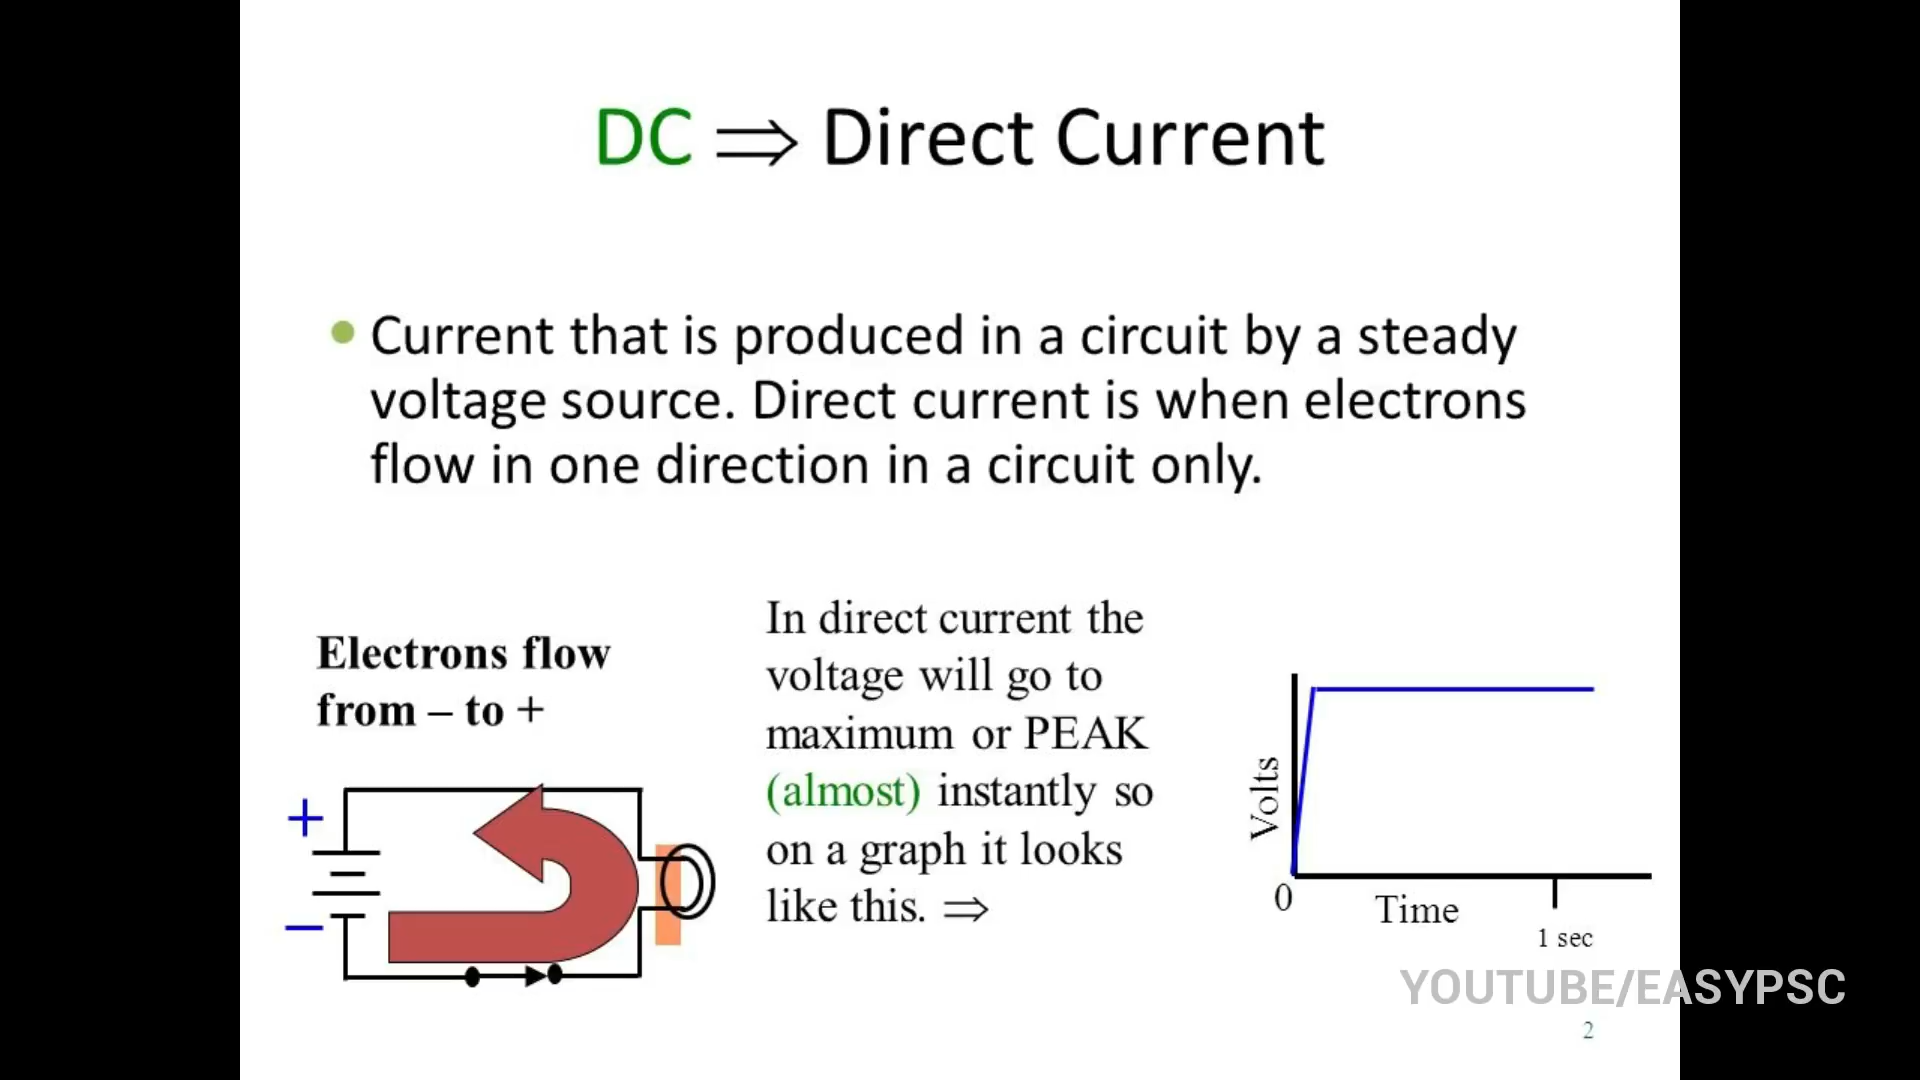 DC ⇒ Direct Current
• Current that is produced in a circuit by a steady
voltage source. Direct current is when electrons
flow in one direction in a circuit only.
Electrons flow
from – to +
+
–
In direct current the
voltage will go to
maximum or PEAK
(almost) instantly so
on a graph it looks
like this. ⇒
Volts
0
Time
1 sec
YOUTUBE/EASYPSC
2